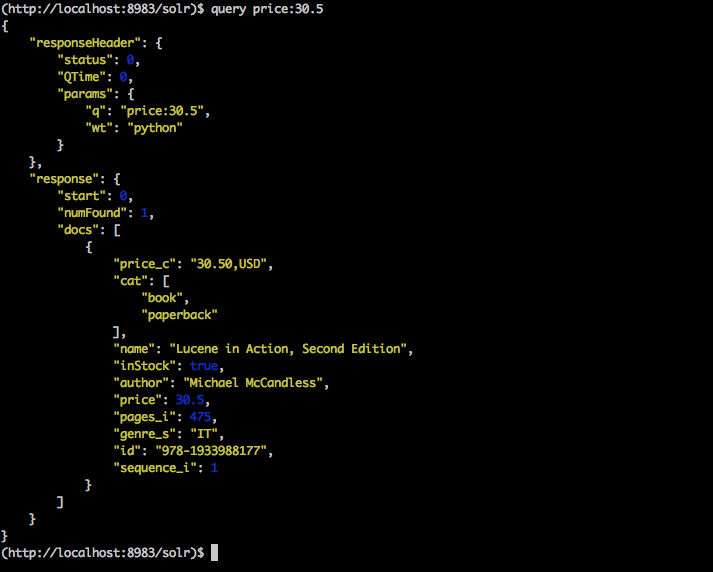 (http://localhost:8983/solr)$ query price:30.5
{
    "responseHeader": {
        "status": 0,
        "QTime": 0,
        "params": {
            "q": "price:30.5",
            "wt": "python"
        }
    },
    "response": {
        "start": 0,
        "numFound": 1,
        "docs": [
            {
                "price_c": "30.50,USD",
                "cat": [
                    "book",
                    "paperback"
                ],
                "name": "Lucene in Action, Second Edition",
                "inStock": true,
                "author": "Michael McCandless",
                "price": 30.5,
                "pages_i": 475,
                "genre_s": "IT",
                "id": "978-1933988177",
                "sequence_i": 1
            }
        ]
    }
}
(http://localhost:8983/solr)$